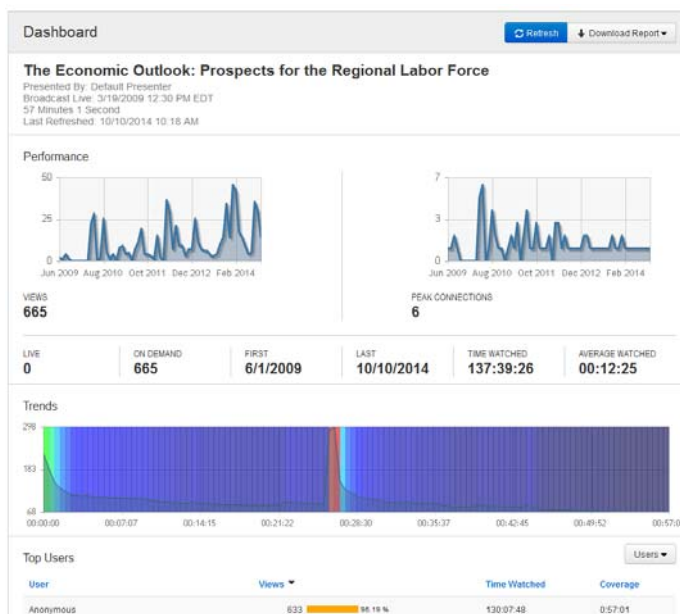 Dashboard
Refresh
Download Report
The Economic Outlook: Prospects for the Regional Labor Force
Presented By: Default Presenter
Broadcast Live: 3/19/2009 12:30 PM EDT
57 Minutes 1 Second
Last Refreshed: 10/10/2014 10:18 AM
Performance
50
25
0
Jun 2009 Aug 2010 Oct 2011 Dec 2012 Feb 2014
VIEWS
665
7
3
0
Jun 2009 Aug 2010 Oct 2011 Dec 2012 Feb 2014
PEAK CONNECTIONS
6
LIVE
0
ON DEMAND
665
FIRST
6/1/2009
LAST
10/10/2014
TIME WATCHED
137:39:26
AVERAGE WATCHED
00:12:25
Trends
298
183
68
00:00:00 00:07:07 00:14:15 00:21:22 00:28:30 00:35:37 00:42:45 00:49:52 00:57:0
Top Users
Users
User Views Time Watched Coverage
Anonymous 633 95.19 % 130:07:48 0:57:01